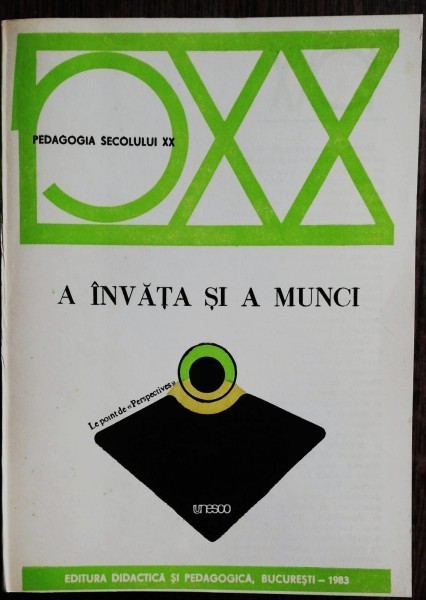 PEDAGOGIA SECOLULUI XX
A ÎNVĂȚA ȘI A MUNCI
Le point de «Perspectives»
unesco
EDITURA DIDACTICĂ ȘI PEDAGOGICĂ, BUCUREȘTI – 1983